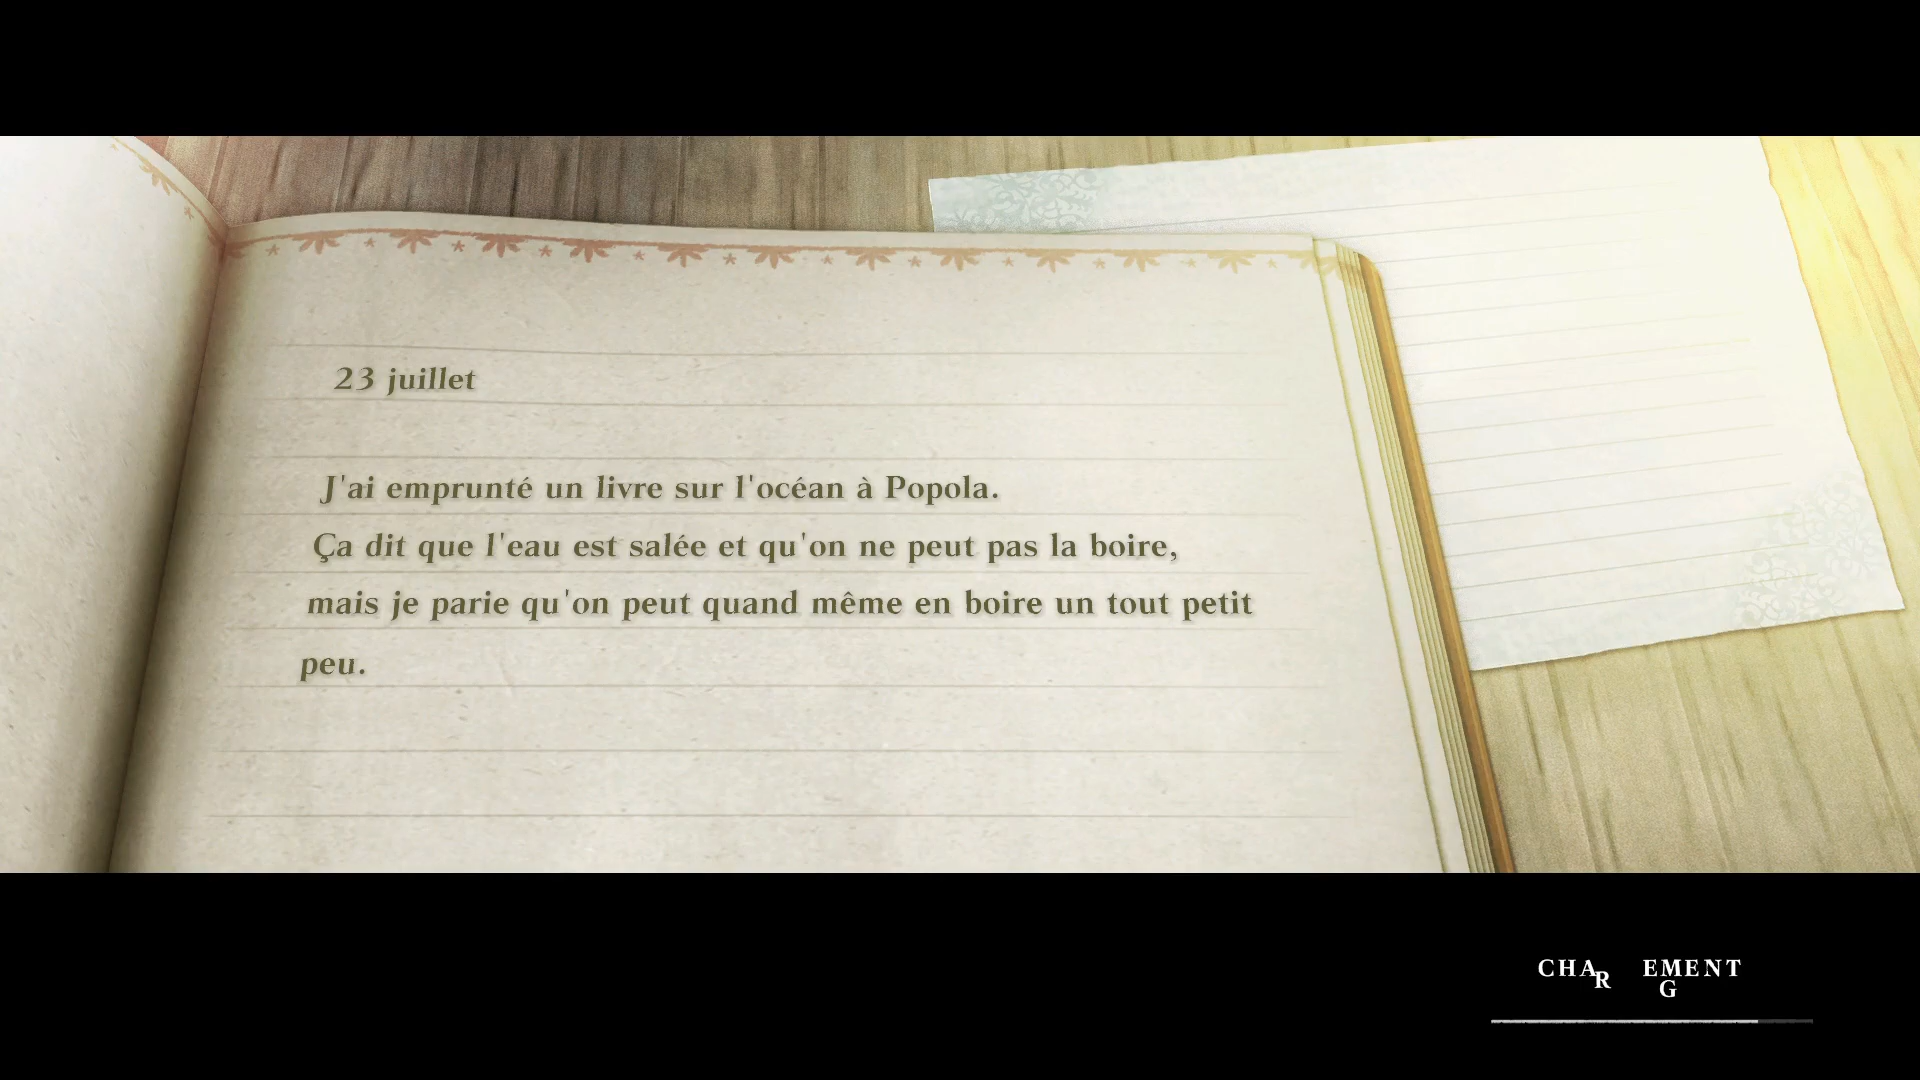 23 juillet
J'ai emprunté un livre sur l'océan à Popola.
Ça dit que l'eau est salée et qu'on ne peut pas la boire,
mais je parie qu'on peut quand même en boire un tout petit
peu.
CHARGEMENT